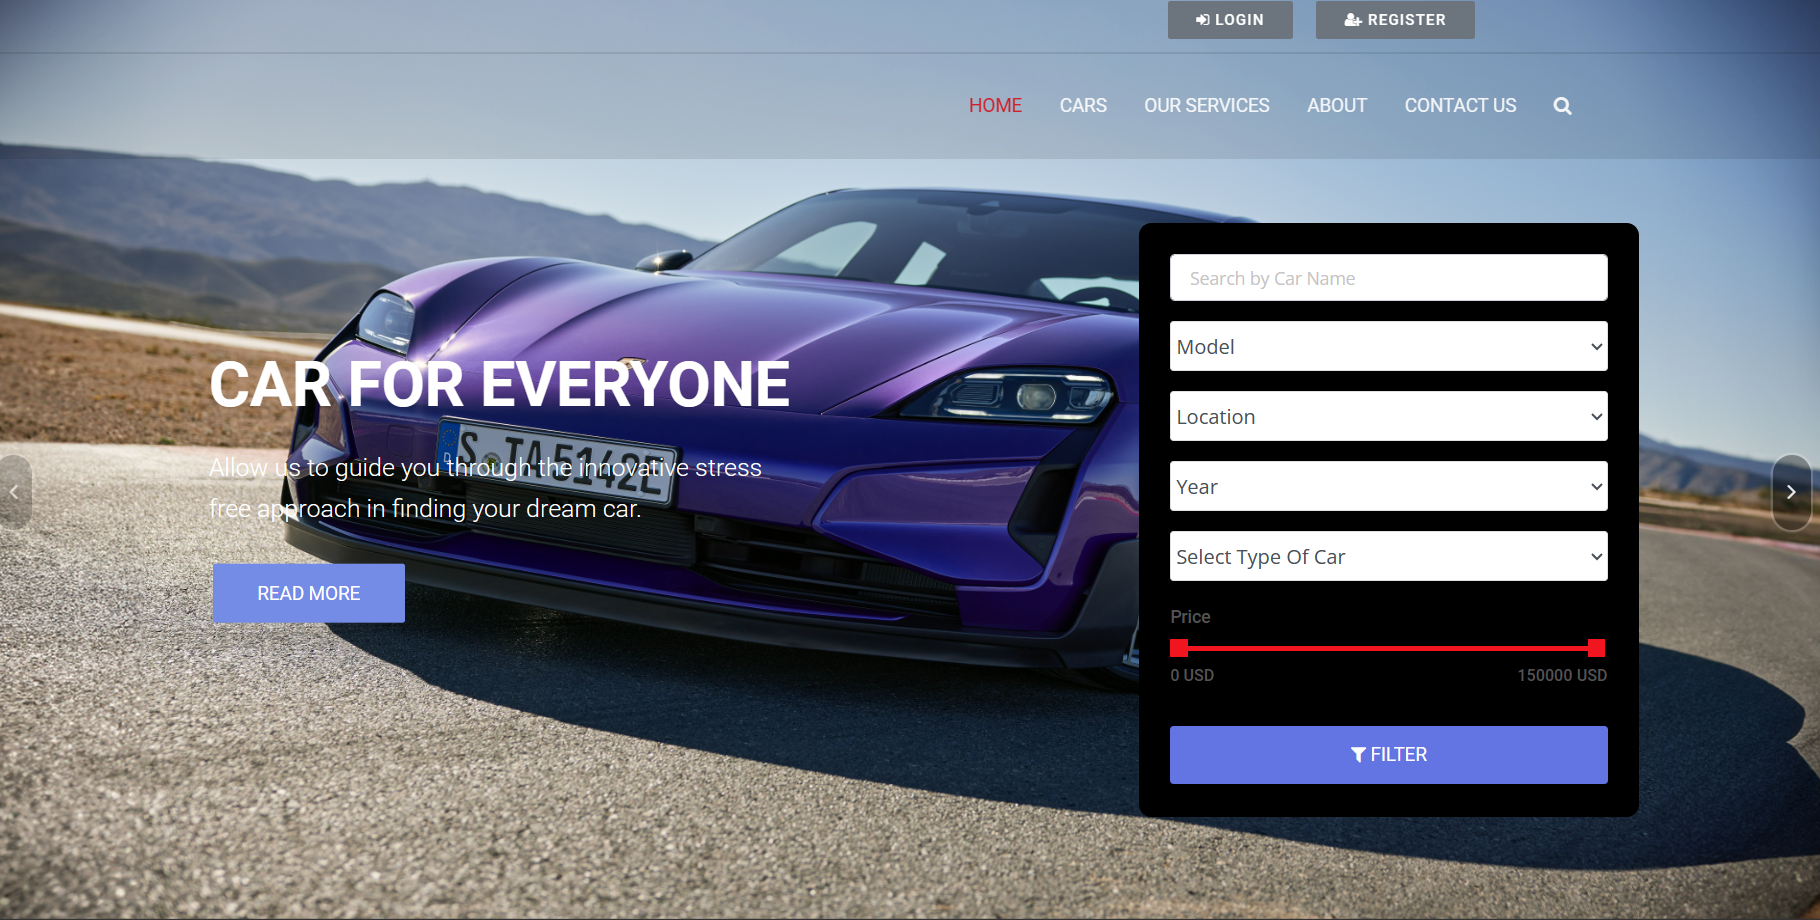 LOGIN
REGISTER
HOME
CARS
OUR SERVICES
ABOUT
CONTACT US
CAR FOR EVERYONE
S TA 5142E
D
Allow us to guide you through the innovative stress
free approach in finding your dream car.
READ MORE
Search by Car Name
Model
Location
Year
Select Type Of Car
Price
0 USD
150000 USD
FILTER